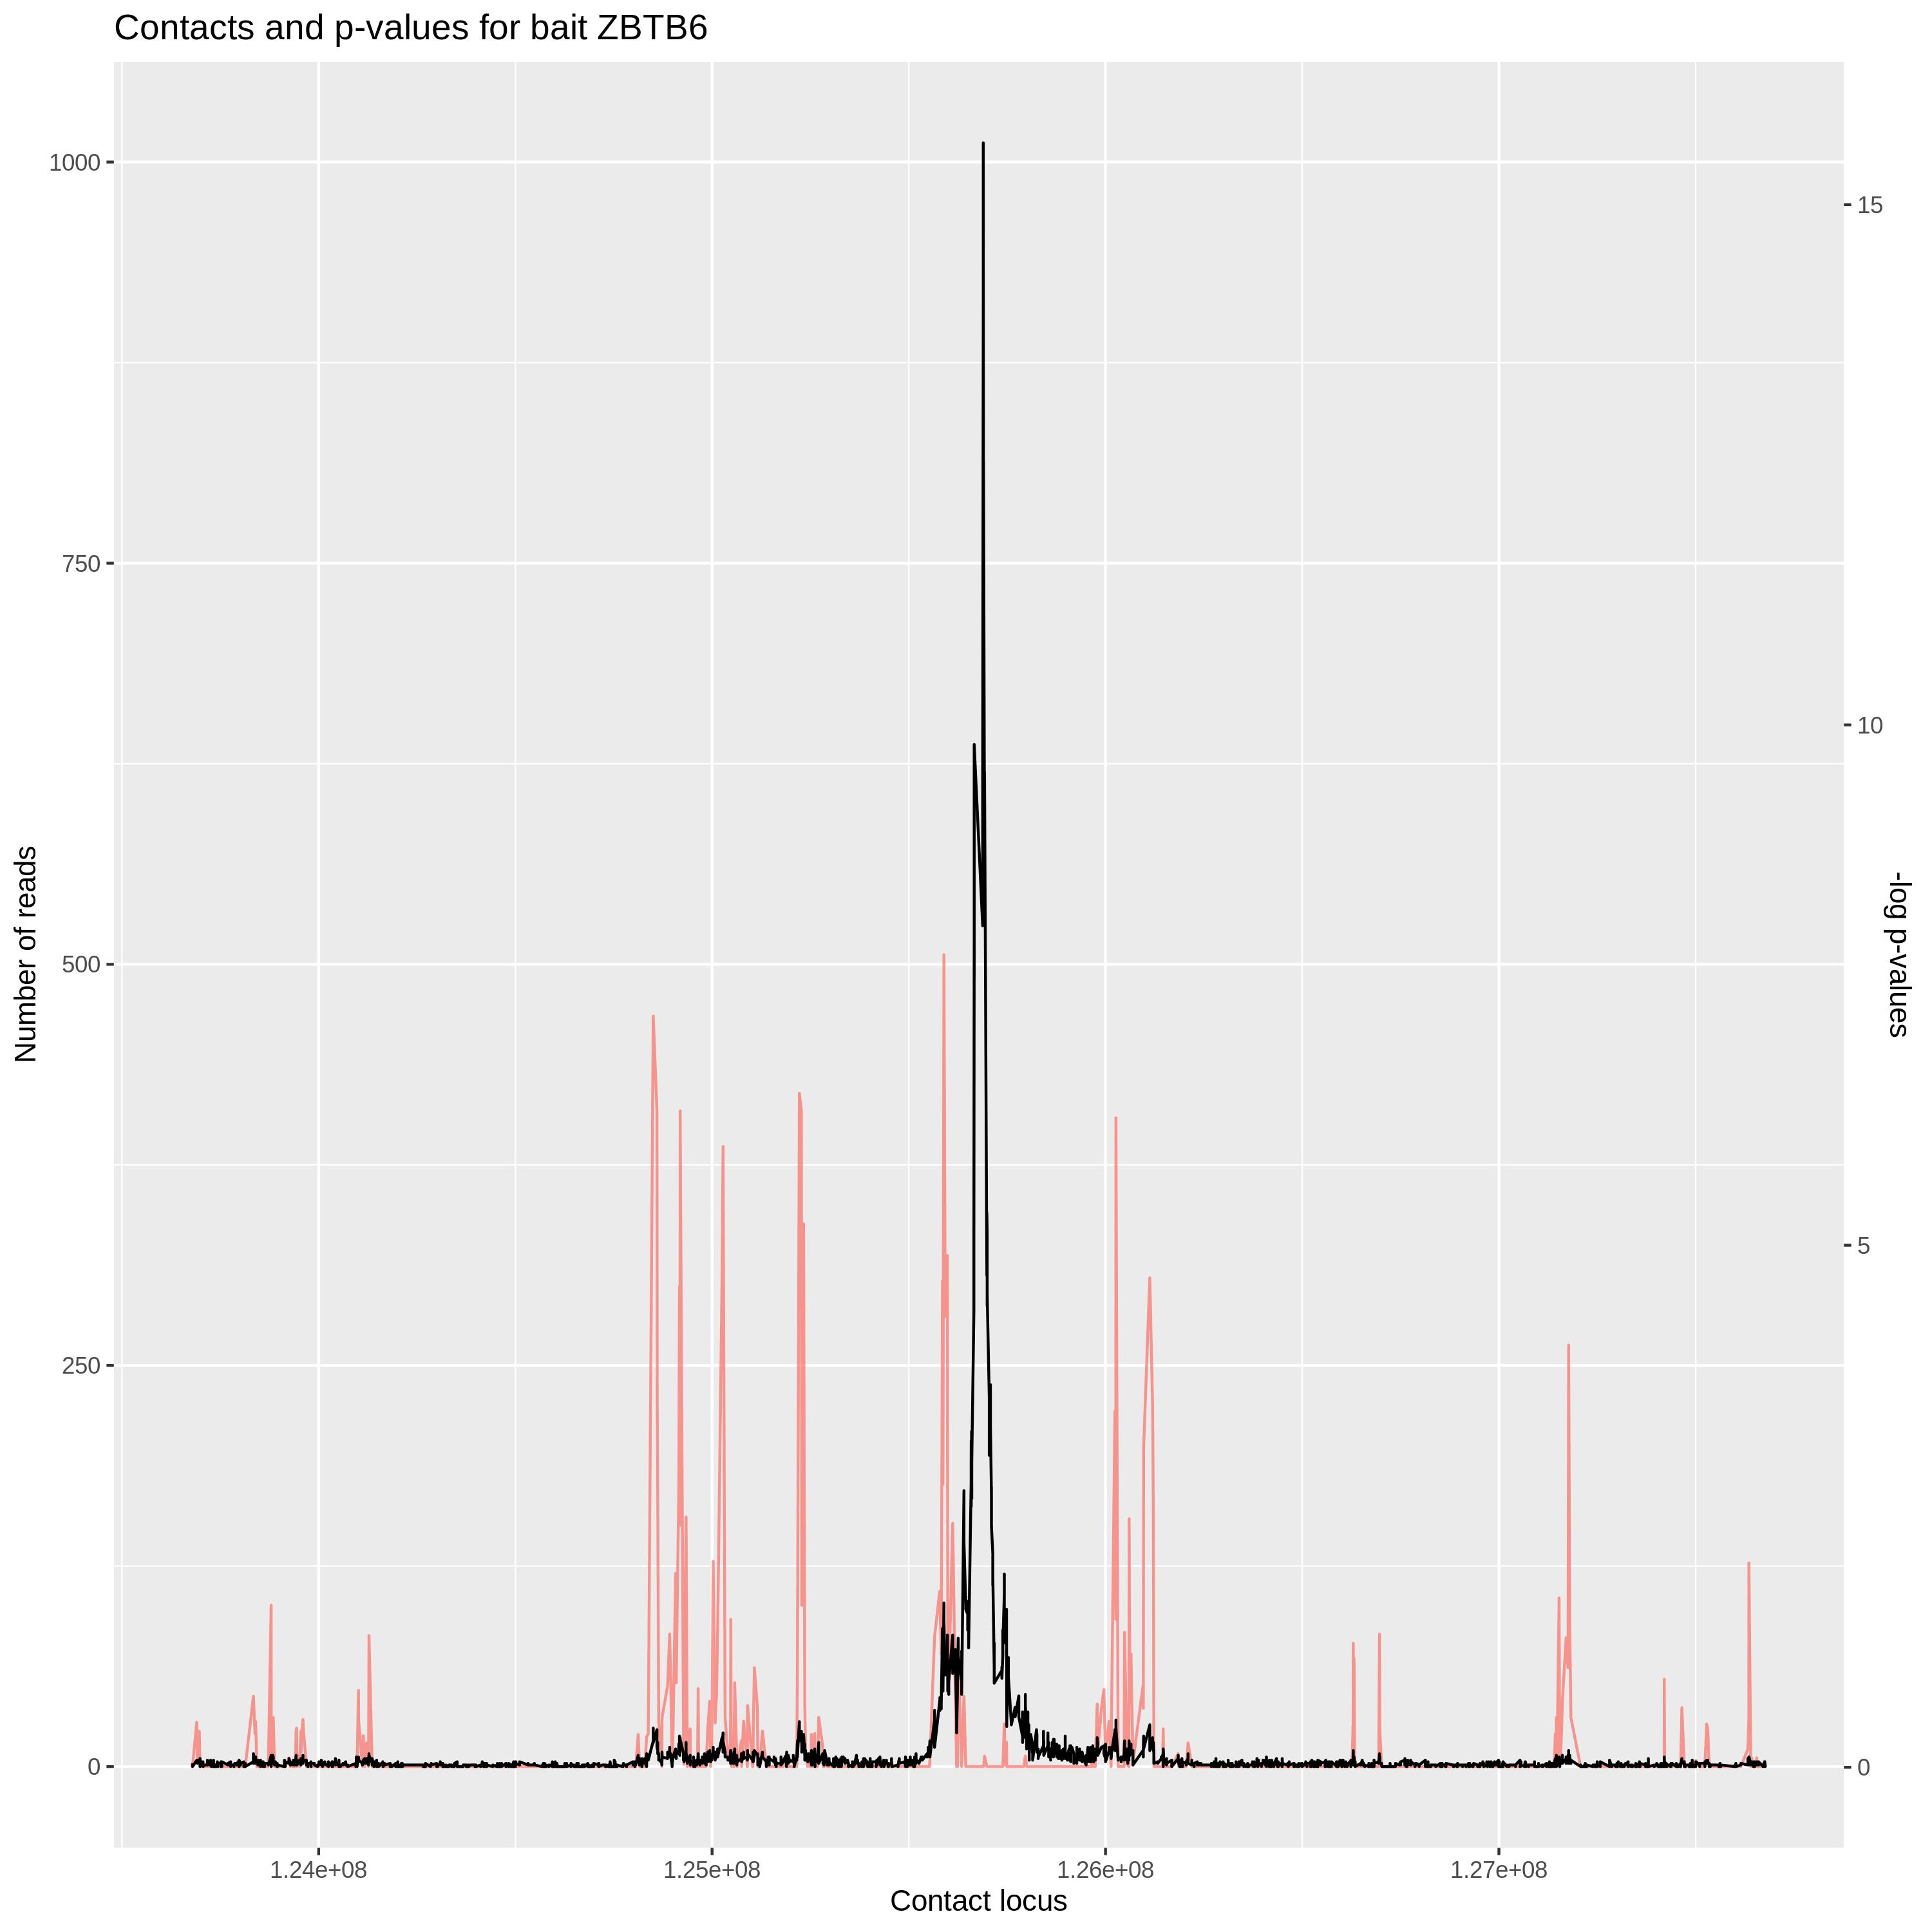 Contacts and p-values for bait ZBTB6
1000
750
500
250
0
Number of reads
15
10
5
0
-log p-values
1.24e+08
1.25e+08
1.26e+08
1.27e+08
Contact locus